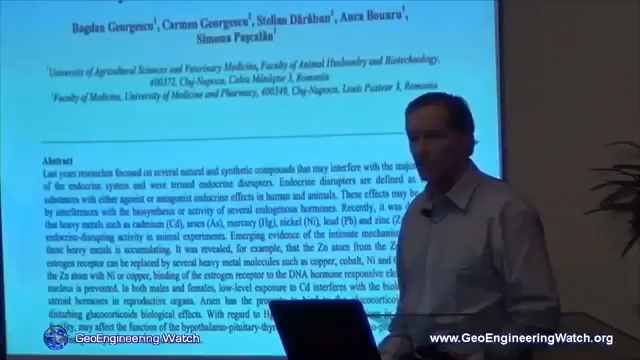 Bogdan Georgescu¹, Carmen Georgescu², Stelian Dărăban¹, Anca Bouaru¹,
Simona Paşcalău¹
¹University of Agricultural Sciences and Veterinary Medicine, Faculty of Animal Husbandry and Biotechnology,
400372, Cluj-Napoca, Calea Mănăştur 3, Romania
²Faculty of Medicine, University of Medicine and Pharmacy, 400349, Cluj-Napoca, Louis Pasteur 3, Romania
Abstract
Last years researches focused on several natural and synthetic compounds that may interfere with the major
of the endocrine system and were termed endocrine disrupters. Endocrine disrupters are defined as
substances with either agonist or antagonist endocrine effects in human and animals. These effects may be
by interferences with the biosynthesis or activity of several endogenous hormones. Recently, it was
that heavy metals such as cadmium (Cd), arsen (As), mercury (Hg), nickel (Ni), lead (Pb) and zinc (Z
endocrine-disrupting activity in animal experiments. Emerging evidence of the intimate mechanisms
these heavy metals is accumulating. It was revealed, for example, that the Zn atom from the Z
estrogen receptor can be replaced by several heavy metal molecules such as copper, cobalt, Ni and
the Zn atom with Ni or copper, binding of the estrogen receptor to the DNA hormone responsive
nucleus is prevented. In both males and females, low-level exposure to Cd interferes with the
steroid hormones in reproductive organs. Arsen has the
disturbing glucocorticoids biological effects. With regard to
may affect the function of the hypothalamo-pituitary-thyr
GeoEngineering Watch
www.GeoEngineeringWatch.org